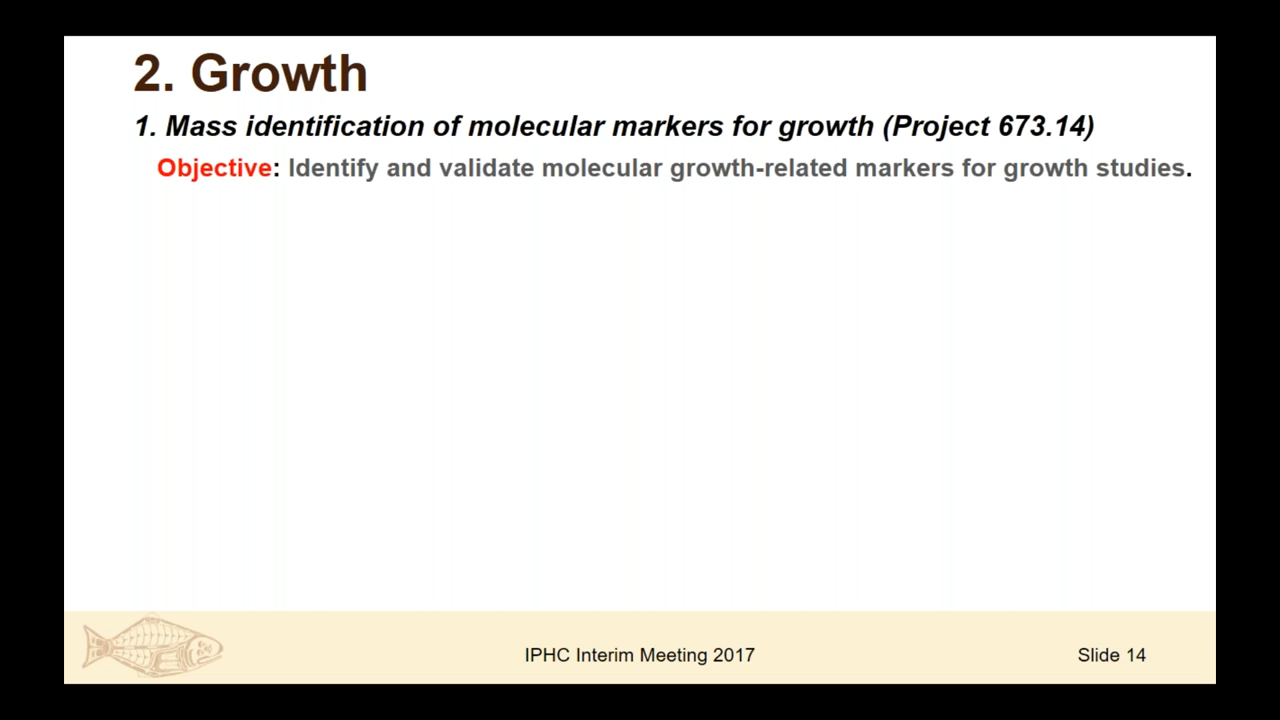 2. Growth
1. Mass identification of molecular markers for growth (Project 673.14)
Objective: Identify and validate molecular growth-related markers for growth studies.
IPHC Interim Meeting 2017
Slide 14